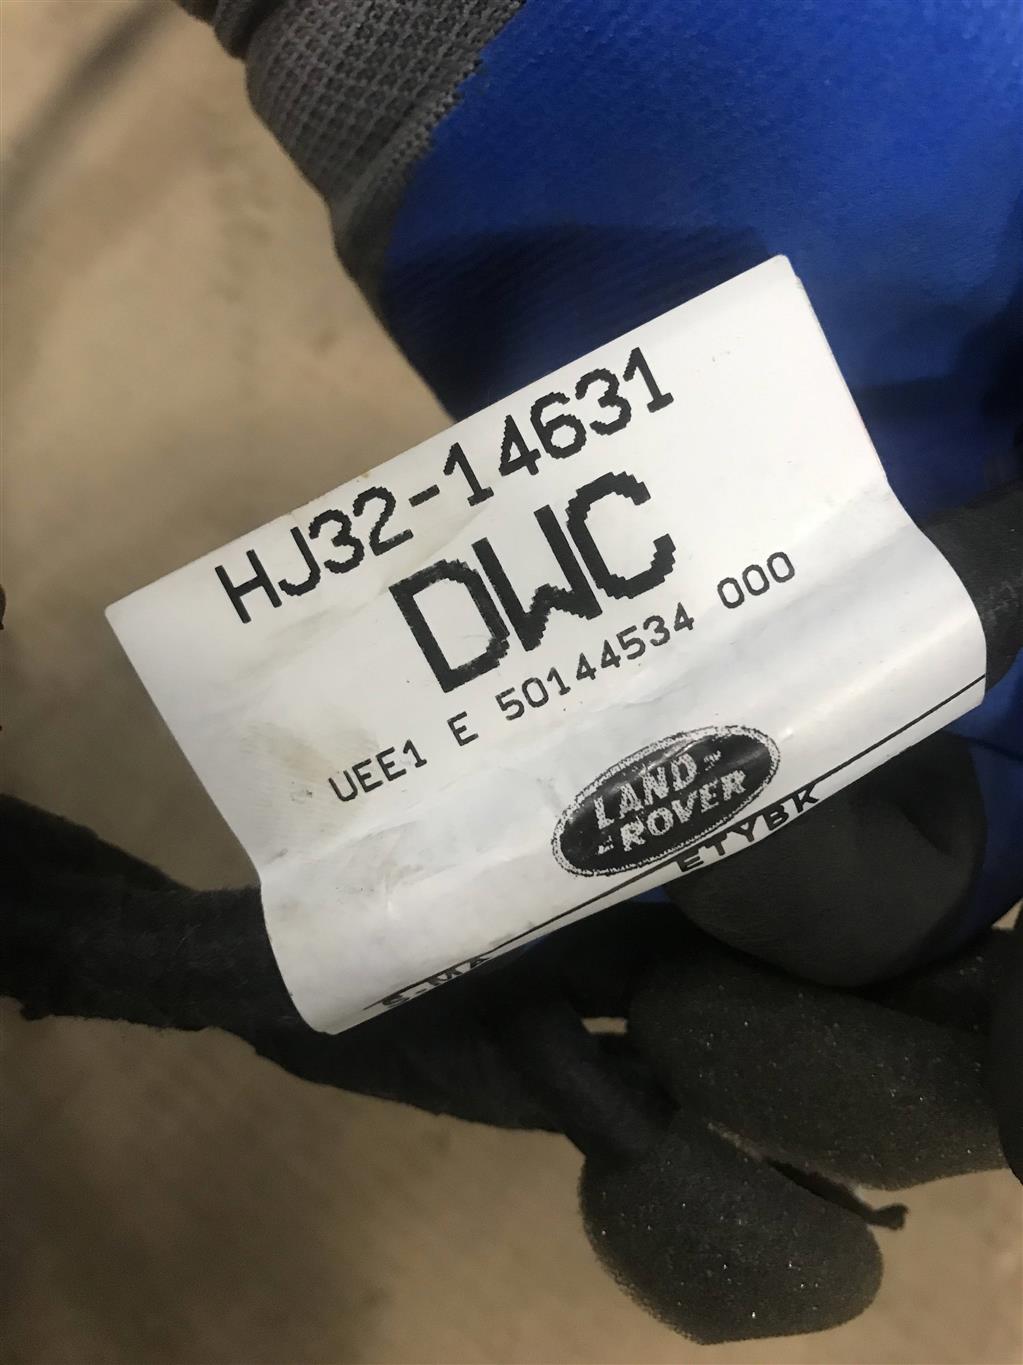 HJ32-14631
DWC
UEE1 E 50144534 000
LAND-
-ROVER
ETYBK